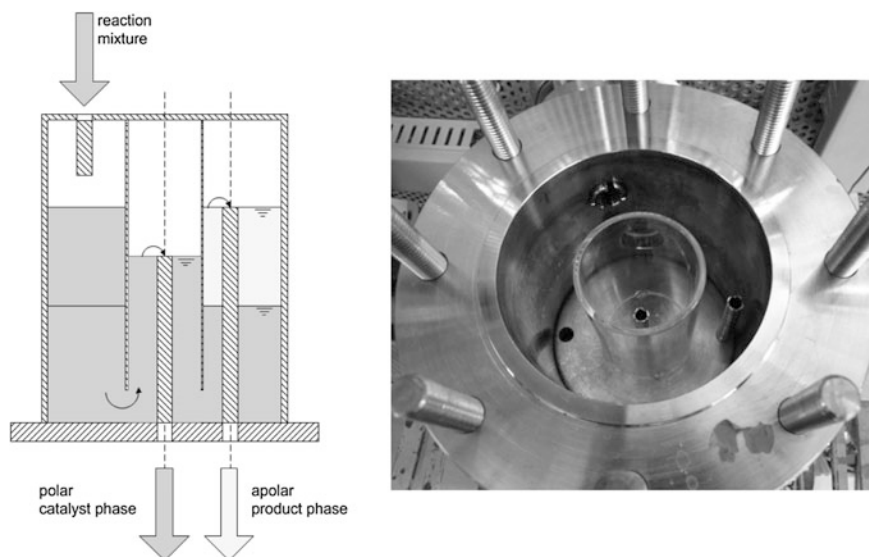 reaction
mixture
polar
catalyst phase
apolar
product phase